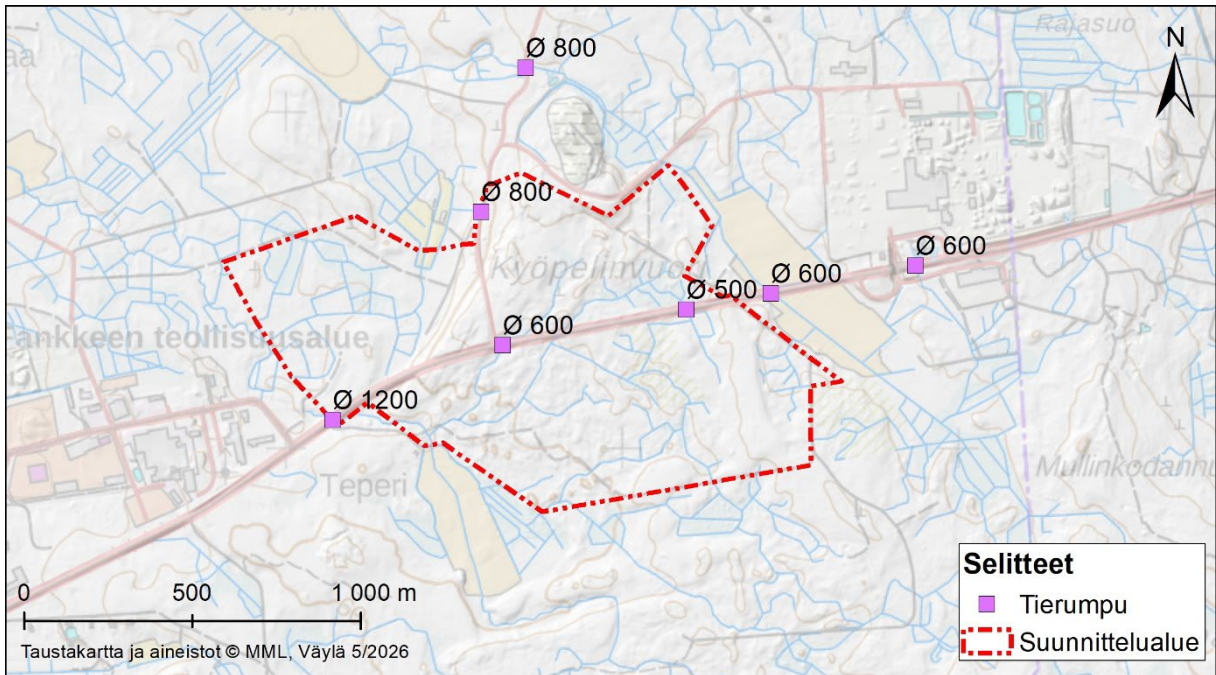 Rajasuo
N
Ø 800
Ø 800
Kyöpelinvuo
Ø 600
Ø 600
Ø 500
Ø 600
ankkeen teollisuusalue
Ø 1200
Teperi
Mullinkodannu
0 500 1 000 m
Taustakartta ja aineistot © MML, Väylä 5/2026
Selitteet
Tierumpu
Suunnittelualue